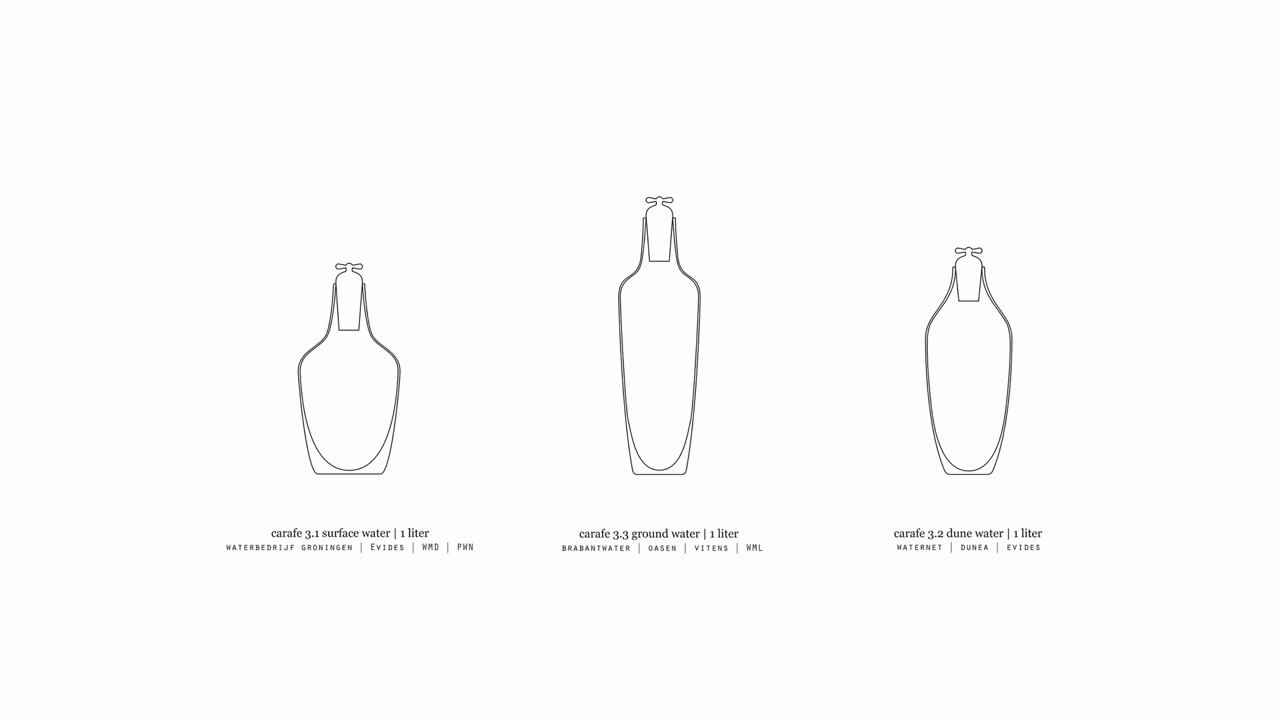 carafe 3.1 surface water | 1 liter
WATERBEDRIJF GRONINGEN | EVIDES | WMD | PWN
carafe 3.3 ground water | 1 liter
BRABANTWATER | OASEN | VITENS | WML
carafe 3.2 dune water | 1 liter
WATERNET | DUNEA | EVIDES